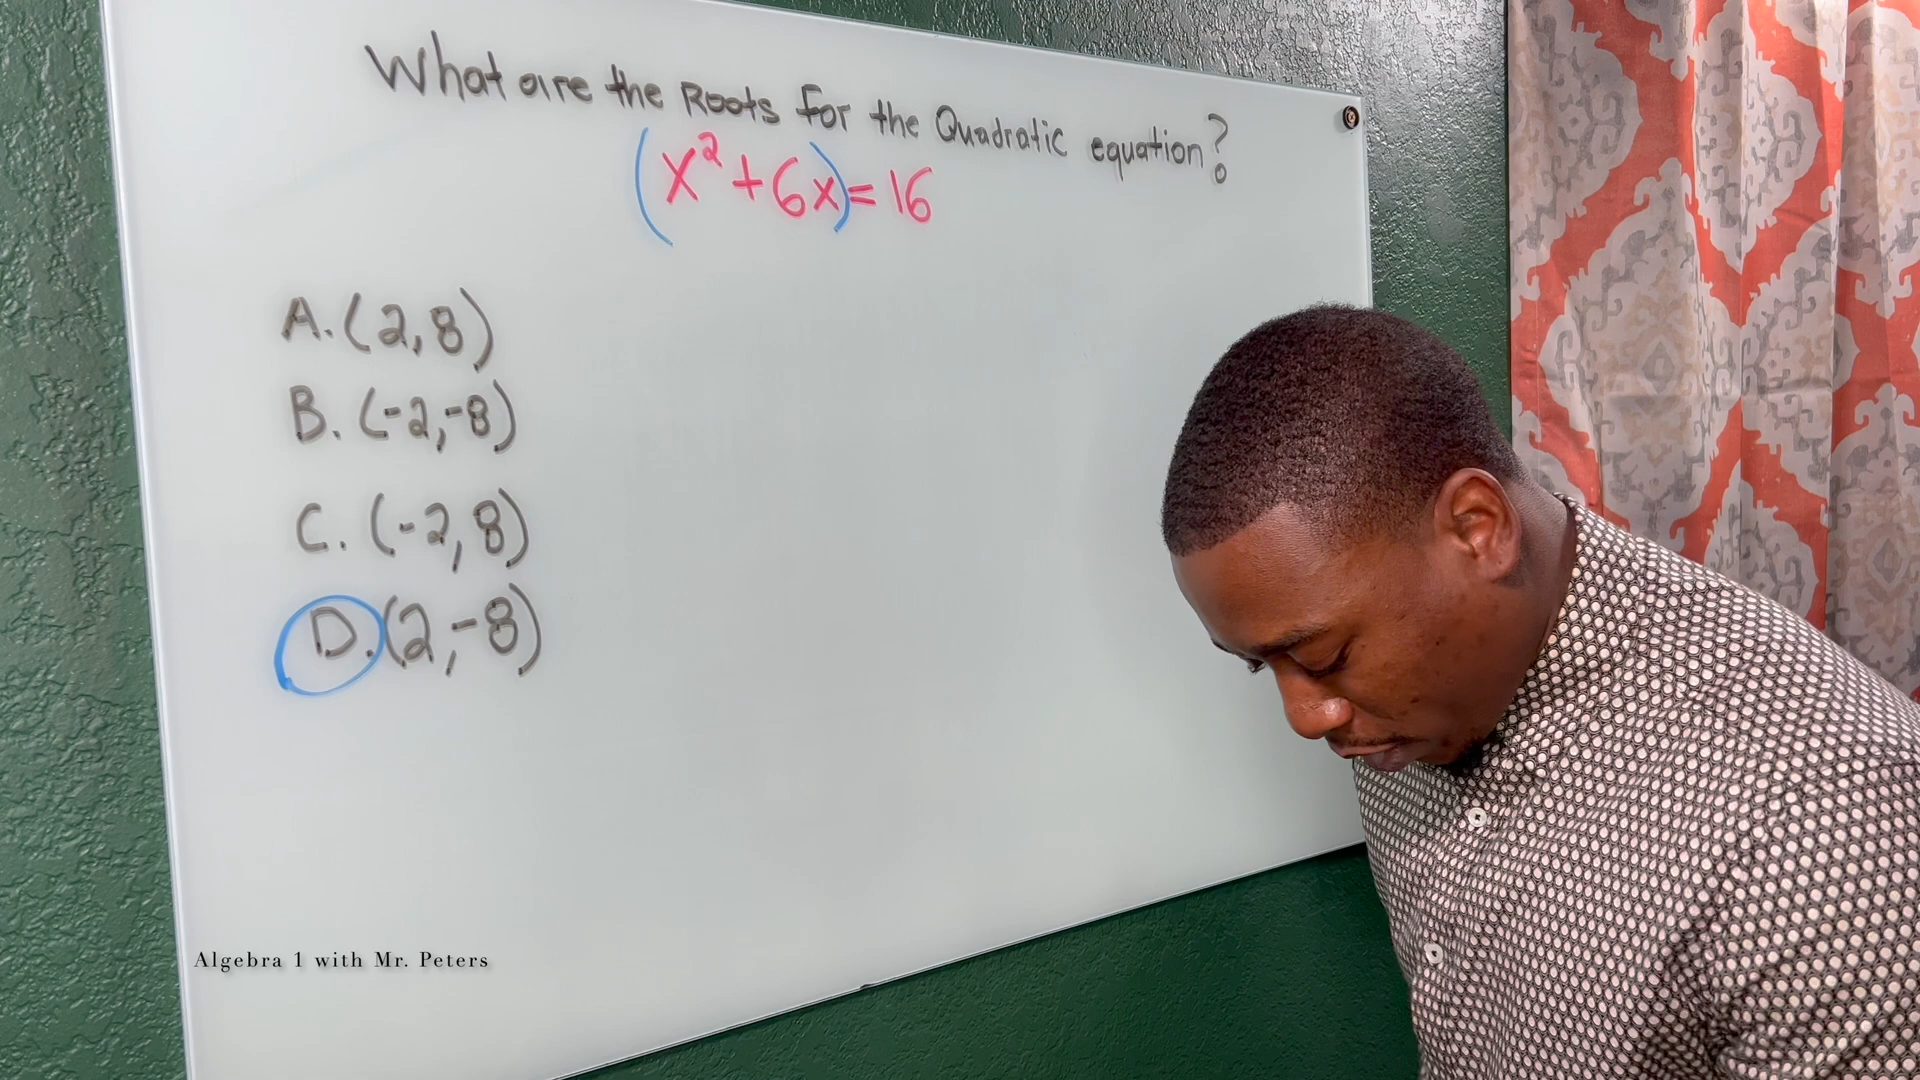 What are the Roots for the Quadratic equation?
(x²+6x)=16
A. (2,8)
B. (-2,-8)
C. (-2,8)
D. (2,-8)
Algebra 1 with Mr. Peters